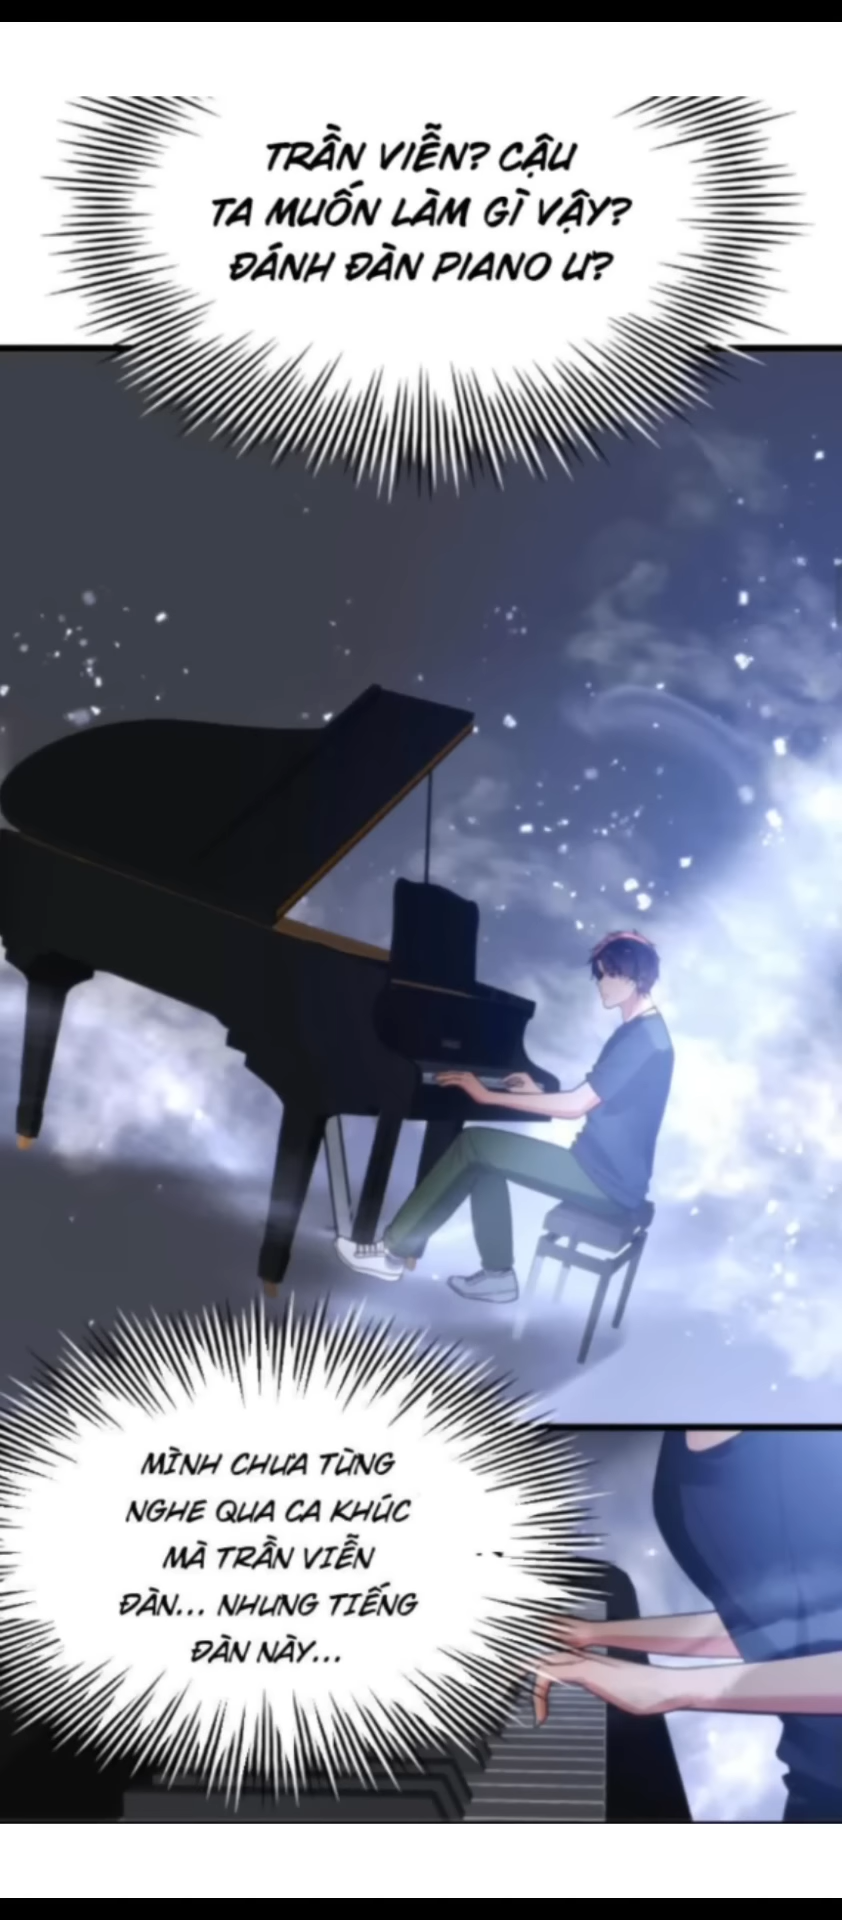 TRẦN VIỄN? CẬU
TA MUỐN LÀM GÌ VẬY?
ĐÁNH ĐÀN PIANO Ư?
MÌNH CHƯA TỪNG
NGHE QUA CA KHÚC
MÀ TRẦN VIỄN
ĐÀN... NHƯNG TIẾNG
ĐÀN NÀY...